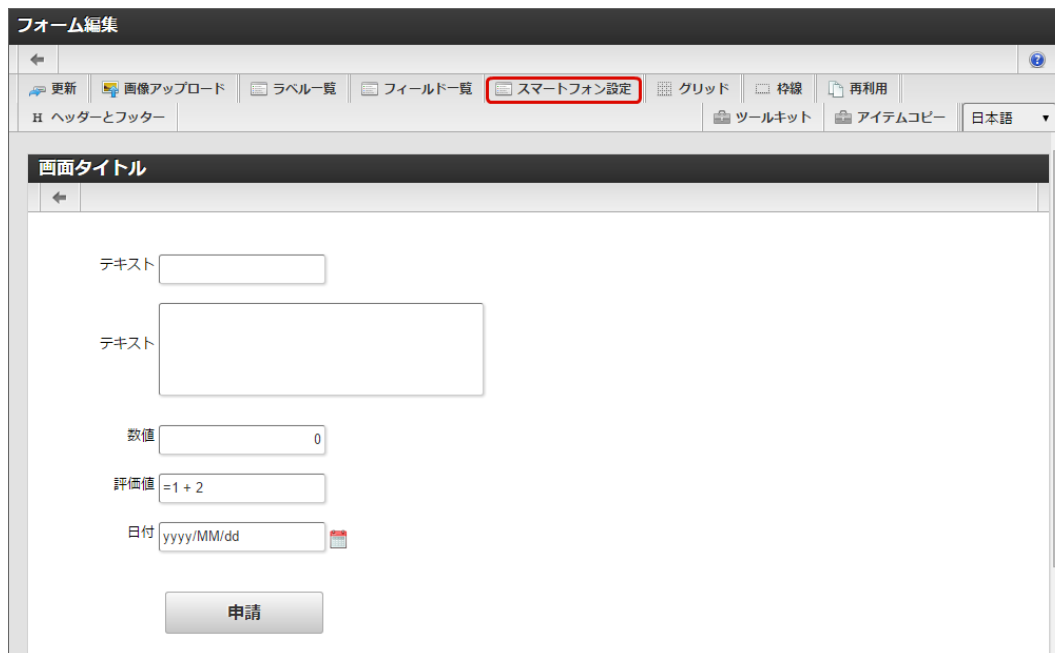 フォーム編集
更新 画像アップロード ラベル一覧 フィールド一覧 スマートフォン設定 グリッド 枠線 再利用
H ヘッダーとフッター ツールキット アイテムコピー 日本語
画面タイトル
テキスト
テキスト
数値 0
評価値 =1 + 2
日付 yyyy/MM/dd
申請